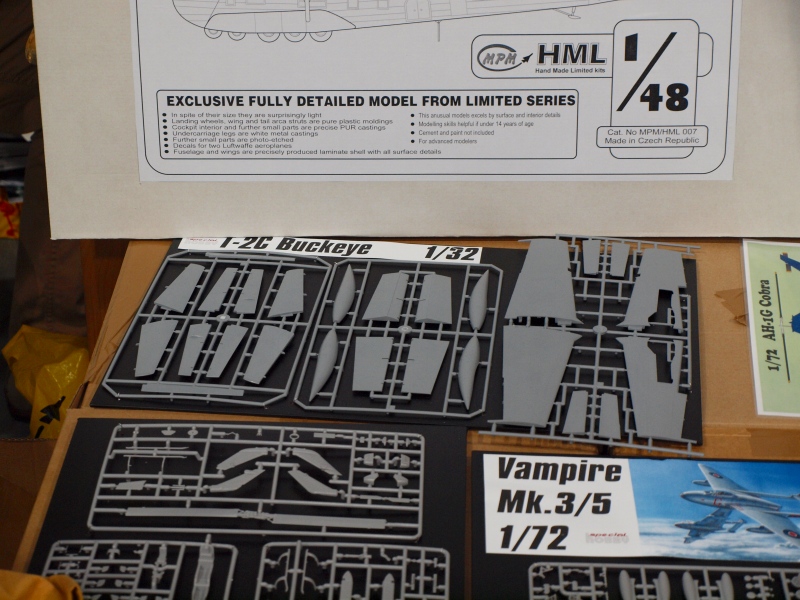 MPM
HML
Hand Made Limited kits
1/48
EXCLUSIVE FULLY DETAILED MODEL FROM LIMITED SERIES
In spite of their size they are surprisingly light
Landing wheels, wing and tail area struts are pure plastic moldings
Cockpit interior and further small parts are precise PUR castings
Undercarriage legs are white metal castings
Further small parts are photo-etched
Decals for two Luftwaffe aeroplanes
Fuselage and wings are precisely produced laminate shell with all surface details
This unusual models excels by surface and interior details
Modelling skills helpful if under 14 years of age
Cement and paint not included
For advanced modelers
Cat. No MPM/HML 007
Made in Czech Republic
T-2C Buckeye 1/32
1/72 AH-1G Cobra
Vampire
Mk.3/5
1/72